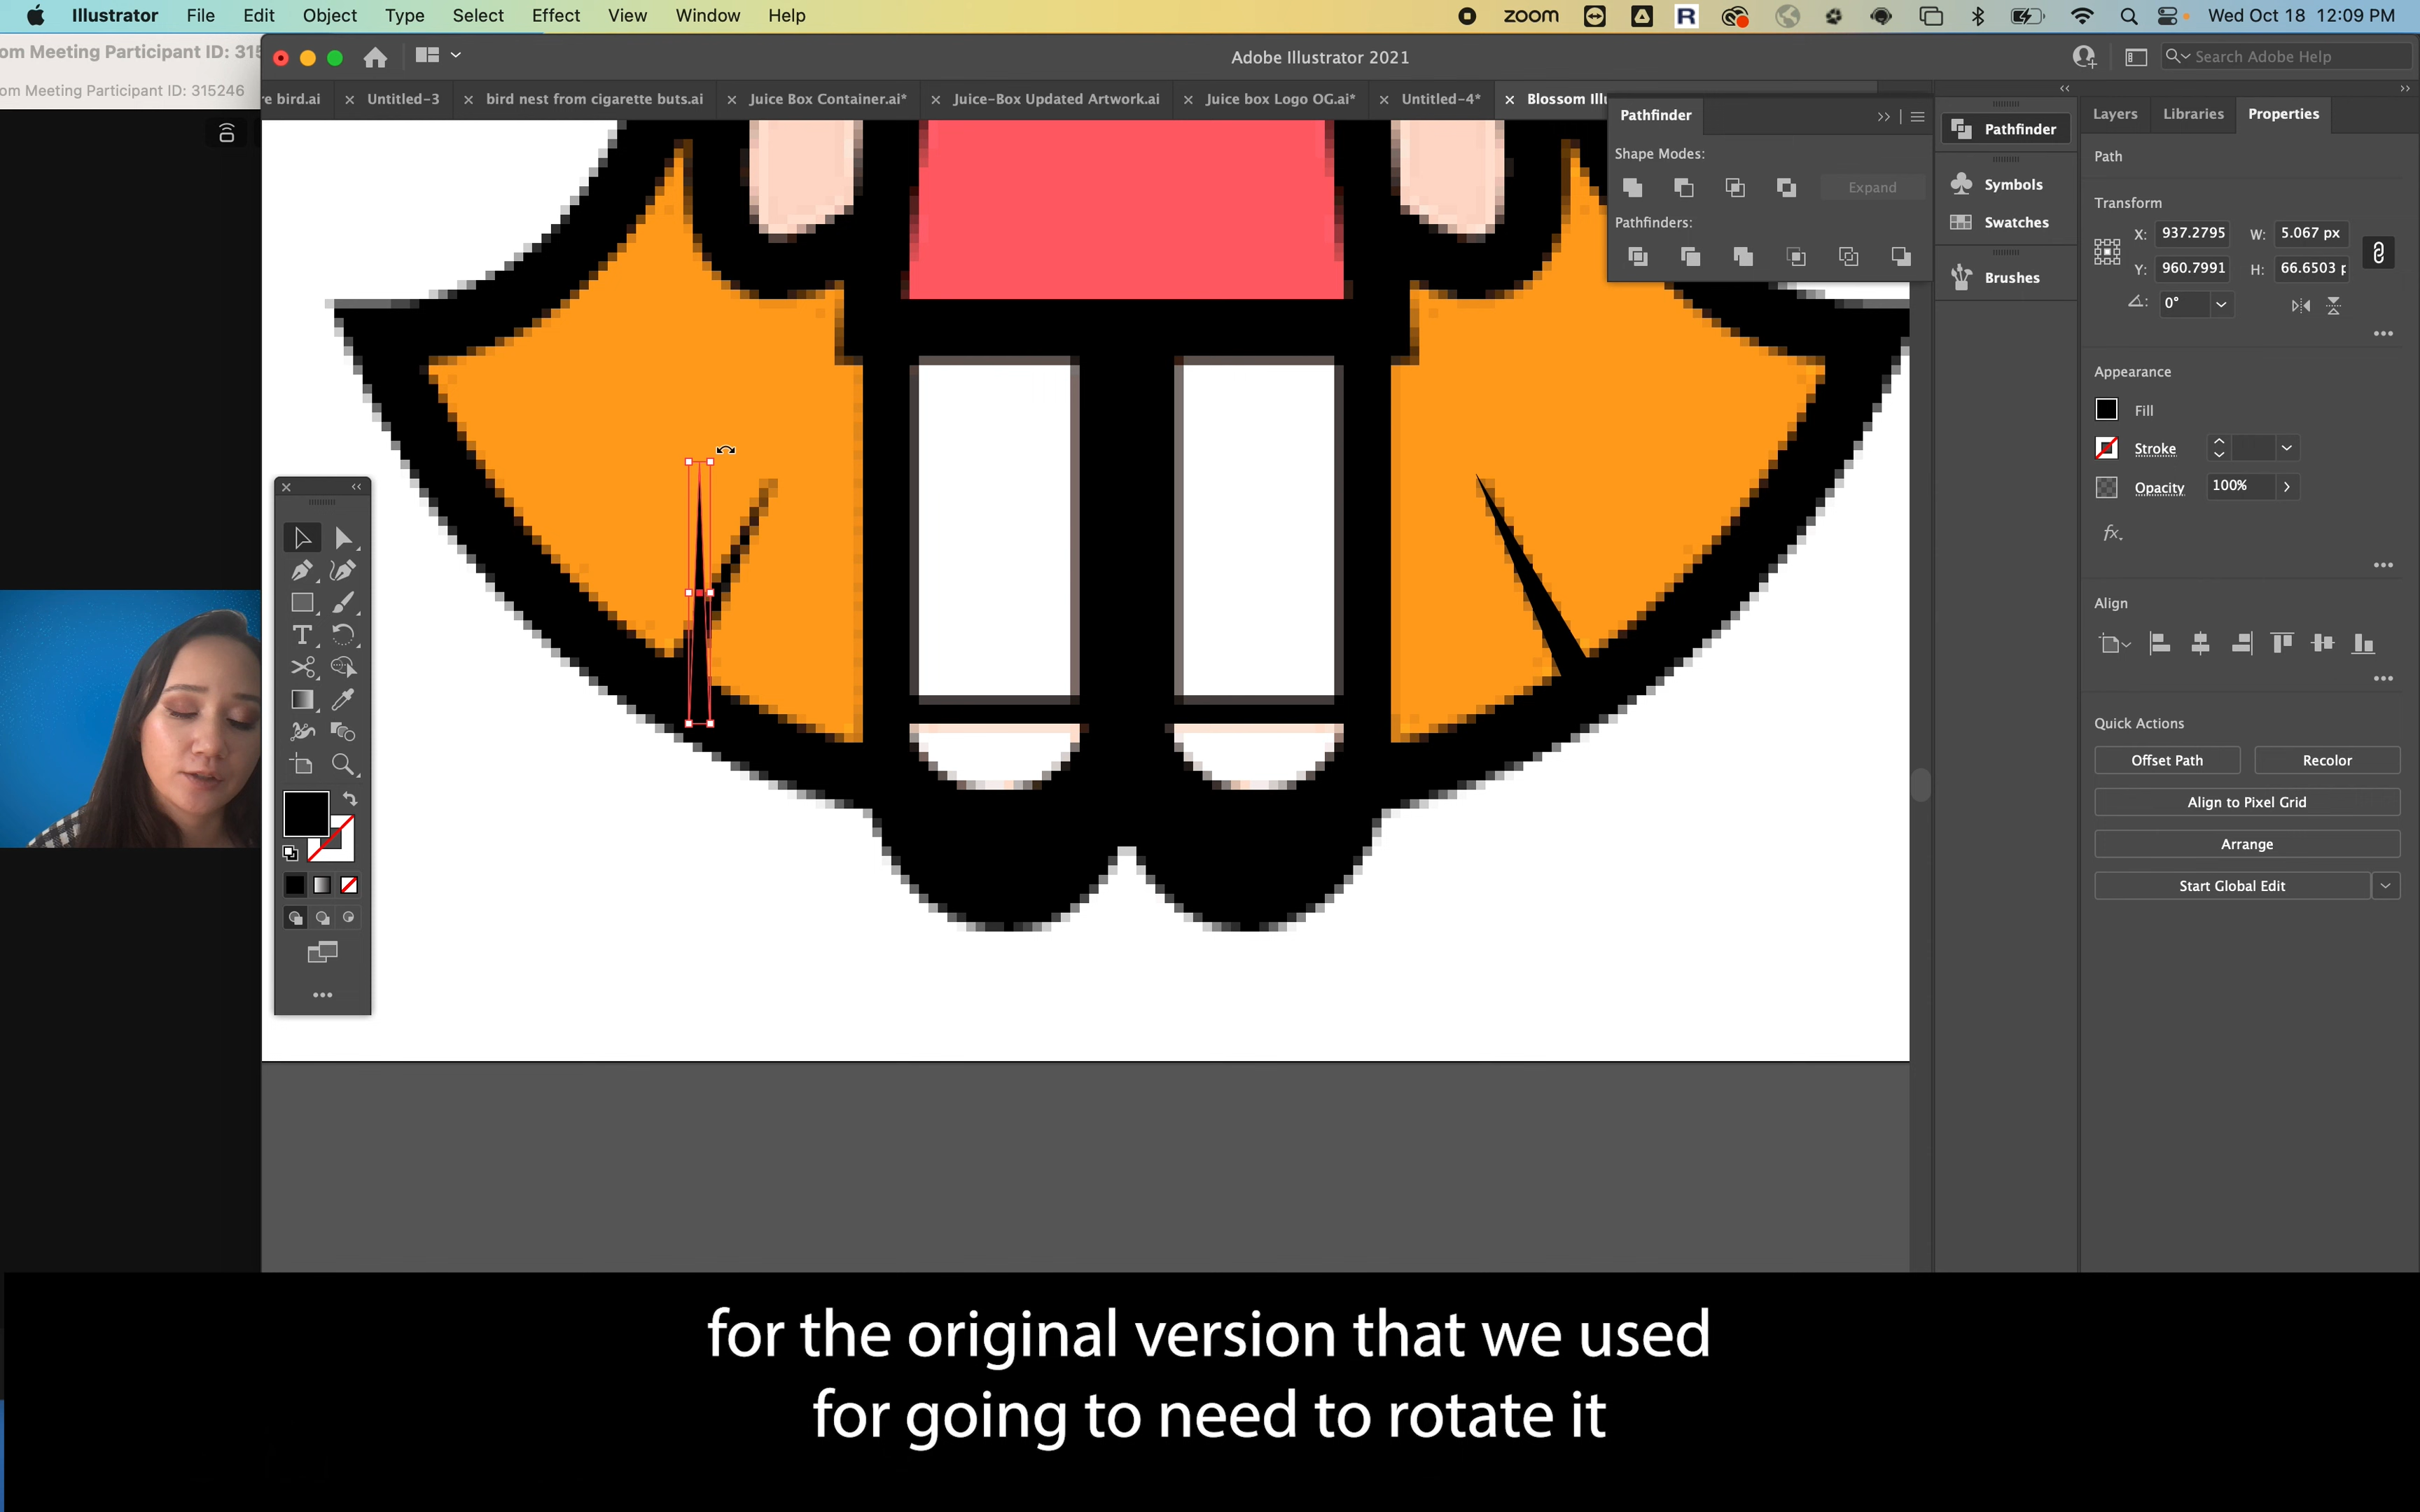 Illustrator File Edit Object Type Select Effect View Window Help
zoom
R
Wed Oct 18 12:09 PM
om Meeting Participant ID: 315
om Meeting Participant ID: 315246
Adobe Illustrator 2021
Search Adobe Help
e bird.ai
Untitled-3
bird nest from cigarette buts.ai
Juice Box Container.ai*
Juice-Box Updated Artwork.ai
Juice box Logo OG.ai*
Untitled-4*
Blossom Illu
Pathfinder
Shape Modes:
Expand
Pathfinders:
Pathfinder
Symbols
Swatches
Brushes
Layers Libraries Properties
Path
Transform
X: 937.2795 W: 5.067 px
Y: 960.7991 H: 66.6503 p
0°
Appearance
Fill
Stroke
Opacity 100%
fx.
Align
Quick Actions
Offset Path Recolor
Align to Pixel Grid
Arrange
Start Global Edit
for the original version that we used
for going to need to rotate it